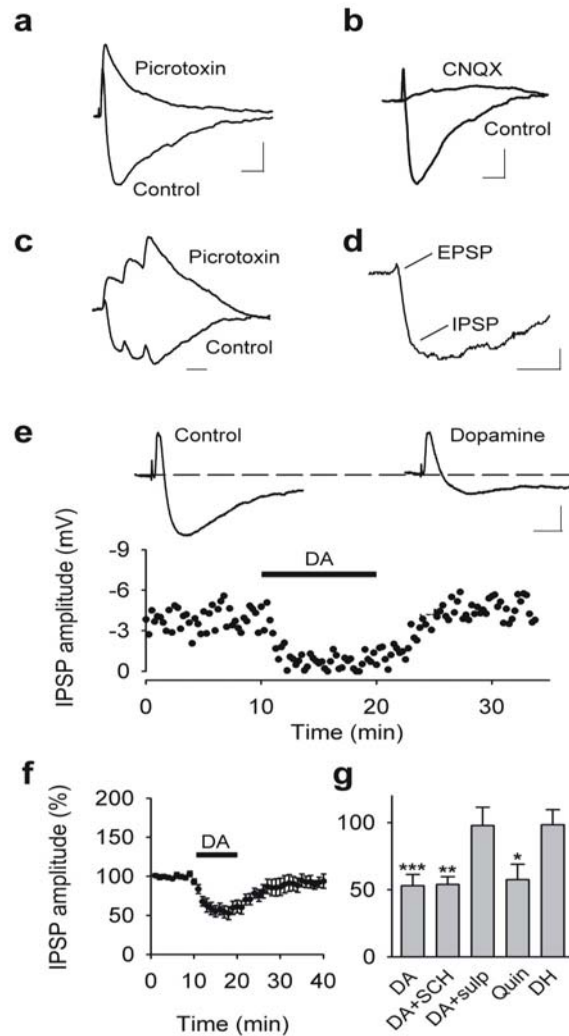 a
b
Picrotoxin
CNQX
Control
Control
c
d
Picrotoxin
EPSP
IPSP
Control
e
Control
Dopamine
IPSP amplitude (mV)
-9
-6
-3
0
DA
0
10
20
30
Time (min)
f
g
IPSP amplitude (%)
200
150
100
50
0
DA
0
10
20
30
40
Time (min)
100
50
0
***
**
*
DA
DA+SCH
DA+sulp
Quin
DH